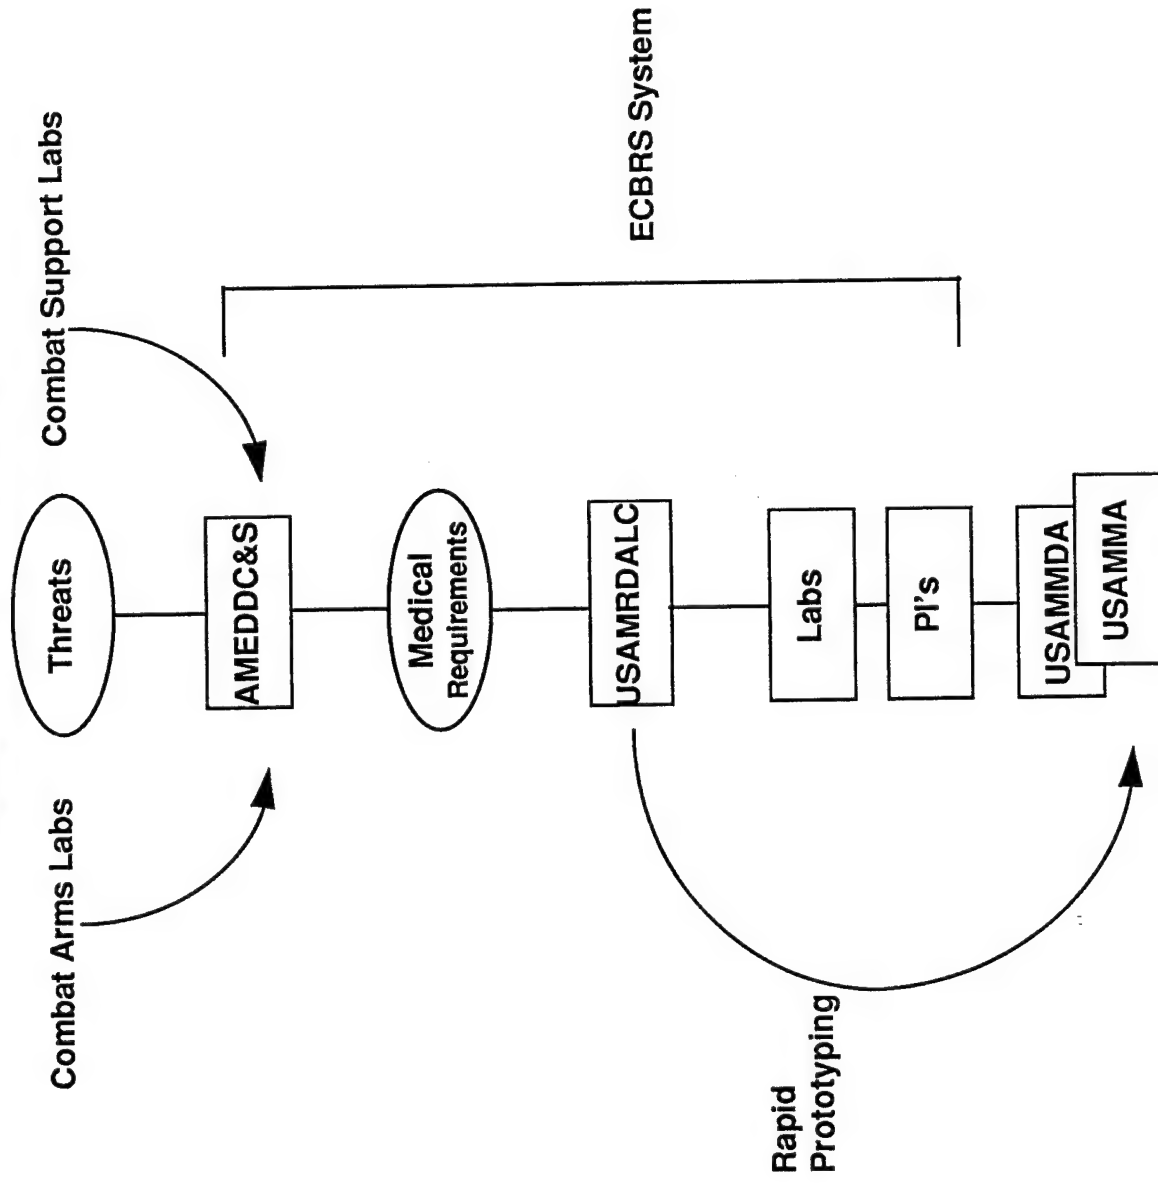 Combat Arms Labs
Threats
Combat Support Labs
AMEDDC&S
Medical
Requirements
ECBRS System
USAMRDALC
Rapid
Prototyping
Labs
PI's
USAMMDA
USAMMA